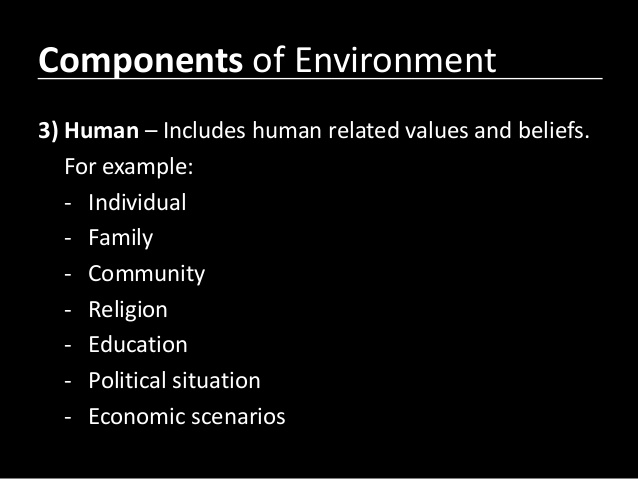 Components of Environment
3) Human – Includes human related values and beliefs.
For example:
- Individual
- Family
- Community
- Religion
- Education
- Political situation
- Economic scenarios